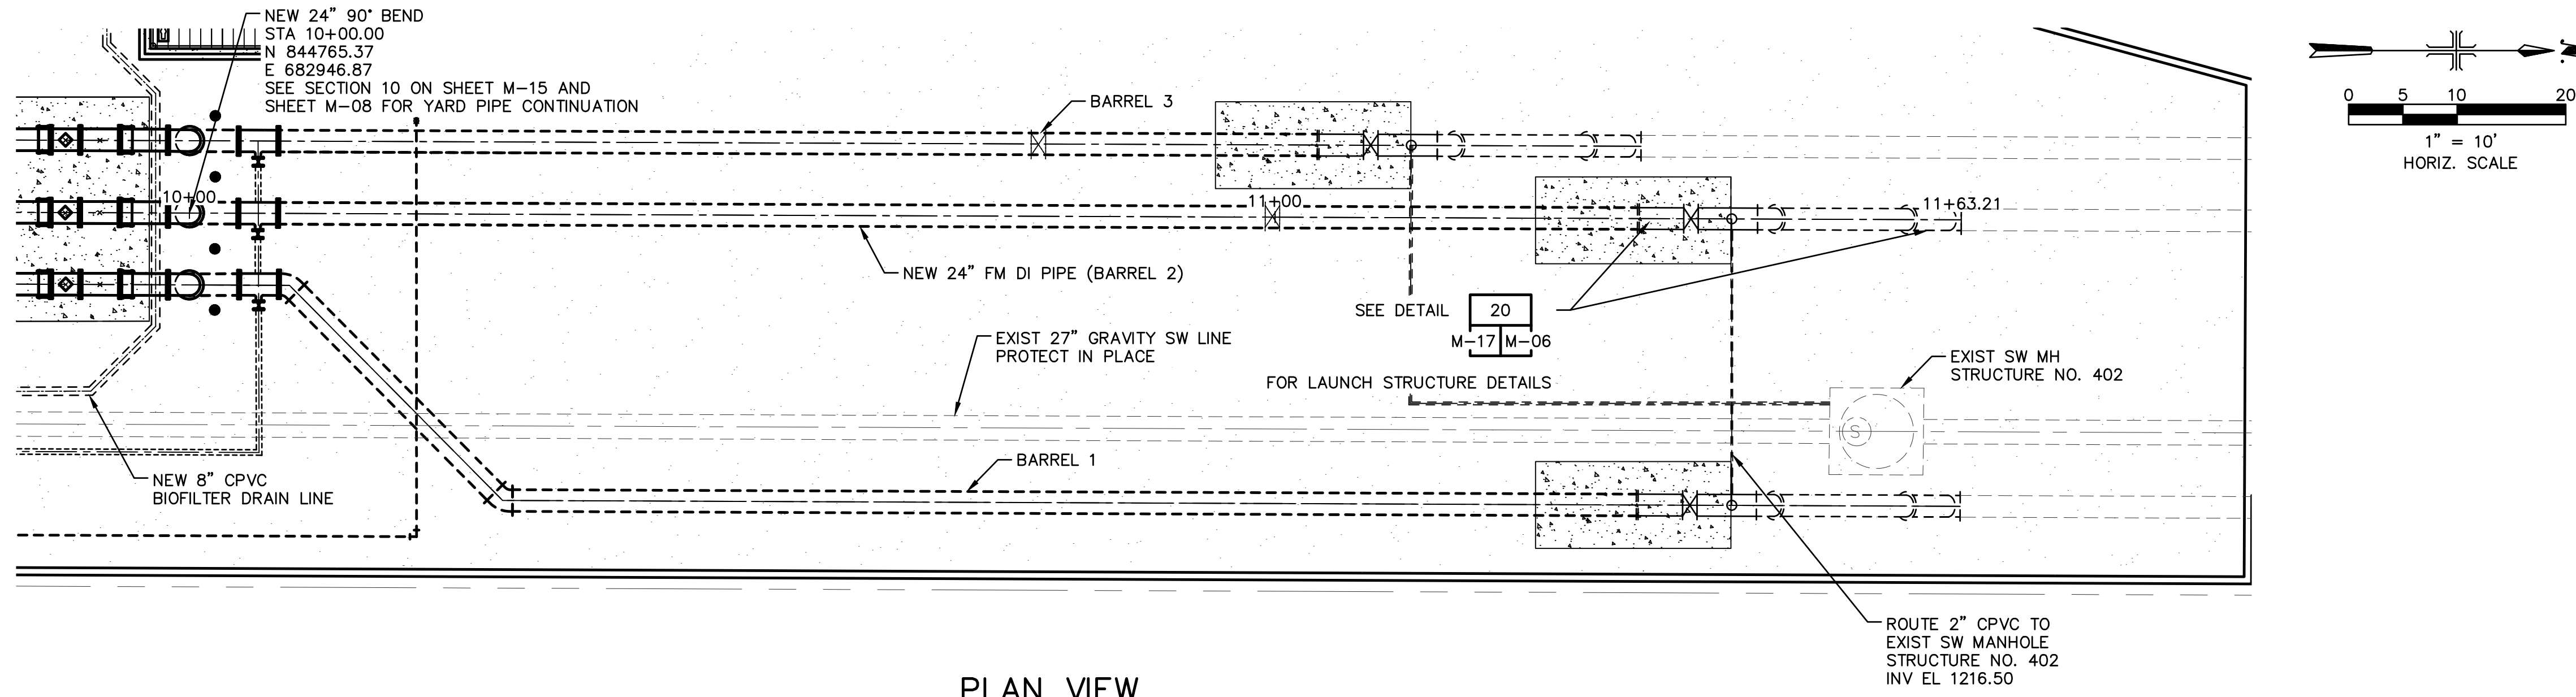 NEW 24" 90° BEND
STA 10+00.00
N 844765.37
E 682946.87
SEE SECTION 10 ON SHEET M-15 AND
SHEET M-08 FOR YARD PIPE CONTINUATION
BARREL 3
0 5 10 20
1" = 10'
HORIZ. SCALE
10+00
11+00
11+63.21
NEW 24" FM DI PIPE (BARREL 2)
SEE DETAIL
20
M-17 M-06
EXIST 27" GRAVITY SW LINE
PROTECT IN PLACE
FOR LAUNCH STRUCTURE DETAILS
EXIST SW MH
STRUCTURE NO. 402
S
BARREL 1
NEW 8" CPVC
BIOFILTER DRAIN LINE
ROUTE 2" CPVC TO
EXIST SW MANHOLE
STRUCTURE NO. 402
INV EL 1216.50
PLAN VIEW